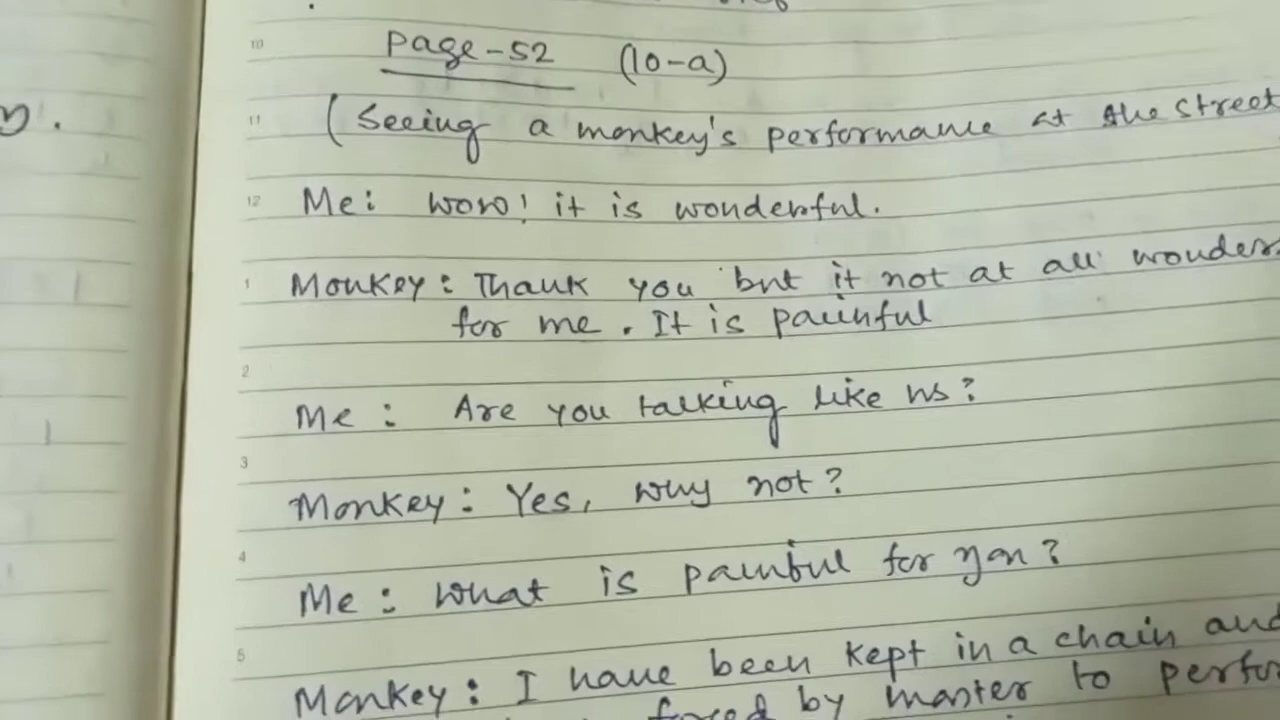 Page-52 (10-a)
(Seeing a monkey's performance at the street
Me: wow! it is wonderful.
Monkey: Thank you but it not at all wonder
for me. It is painful
Me: Are you talking like us?
Monkey: Yes, why not?
Me: what is painful for you?
Monkey: I have been kept in a chain and
forced by master to perfor